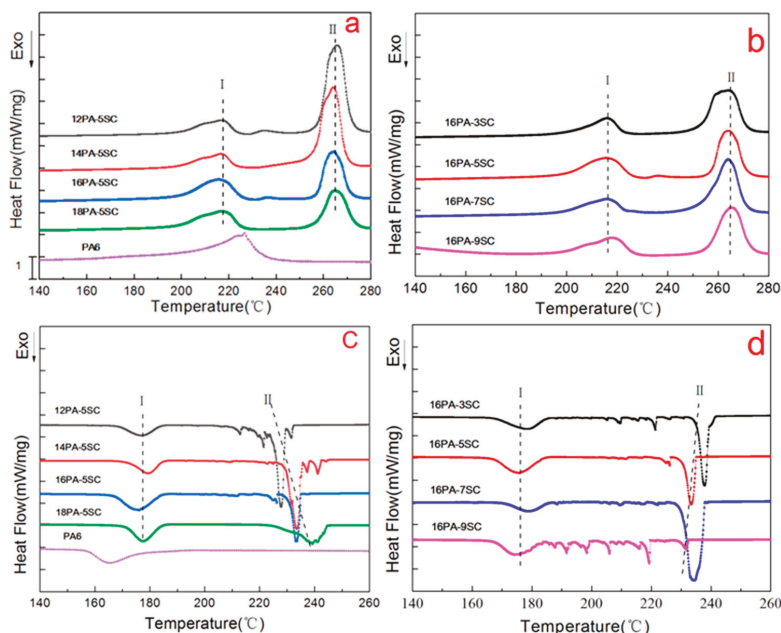 a
Exo
Heat Flow(mW/mg)
I
II
12PA-5SC
14PA-5SC
16PA-5SC
18PA-5SC
PA6
1
140 160 180 200 220 240 260 280
Temperature(℃)
b
Exo
Heat Flow(mW/mg)
I
II
16PA-3SC
16PA-5SC
16PA-7SC
16PA-9SC
140 160 180 200 220 240 260 280
Temperature(℃)
c
Exo
Heat Flow(mW/mg)
I
II
12PA-5SC
14PA-5SC
16PA-5SC
18PA-5SC
PA6
140 160 180 200 220 240 260
Temperature(℃)
d
Exo
Heat Flow(mW/mg)
I
II
16PA-3SC
16PA-5SC
16PA-7SC
16PA-9SC
140 160 180 200 220 240 260
Temperature(℃)